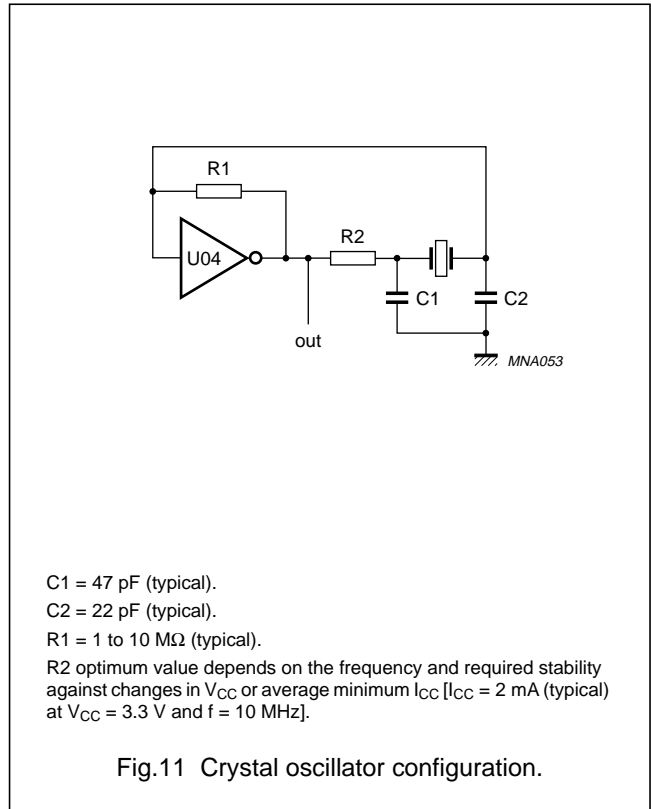 R1
U04
R2
C1
C2
out
MNA053
C1 = 47 pF (typical).
C2 = 22 pF (typical).
R1 = 1 to 10 MΩ (typical).
R2 optimum value depends on the frequency and required stability
against changes in VCC or average minimum ICC [ICC = 2 mA (typical)
at VCC = 3.3 V and f = 10 MHz].
Fig.11 Crystal oscillator configuration.